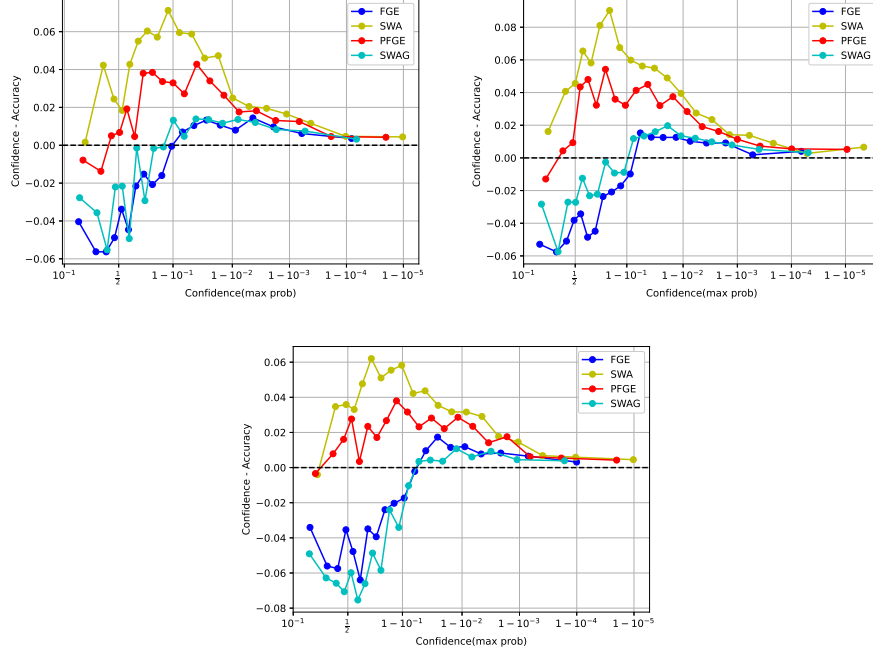 0.06
0.04
0.02
0.00
−0.02
−0.04
−0.06
Confidence - Accuracy
10⁻¹
1/2
1 − 10⁻¹
1 − 10⁻²
1 − 10⁻³
1 − 10⁻⁴
1 − 10⁻⁵
Confidence(max prob)
FGE
SWA
PFGE
SWAG
0.08
0.06
0.04
0.02
0.00
−0.02
−0.04
−0.06
Confidence - Accuracy
10⁻¹
1/2
1 − 10⁻¹
1 − 10⁻²
1 − 10⁻³
1 − 10⁻⁴
1 − 10⁻⁵
Confidence(max prob)
FGE
SWA
PFGE
SWAG
0.06
0.04
0.02
0.00
−0.02
−0.04
−0.06
−0.08
Confidence - Accuracy
10⁻¹
1/2
1 − 10⁻¹
1 − 10⁻²
1 − 10⁻³
1 − 10⁻⁴
1 − 10⁻⁵
Confidence(max prob)
FGE
SWA
PFGE
SWAG